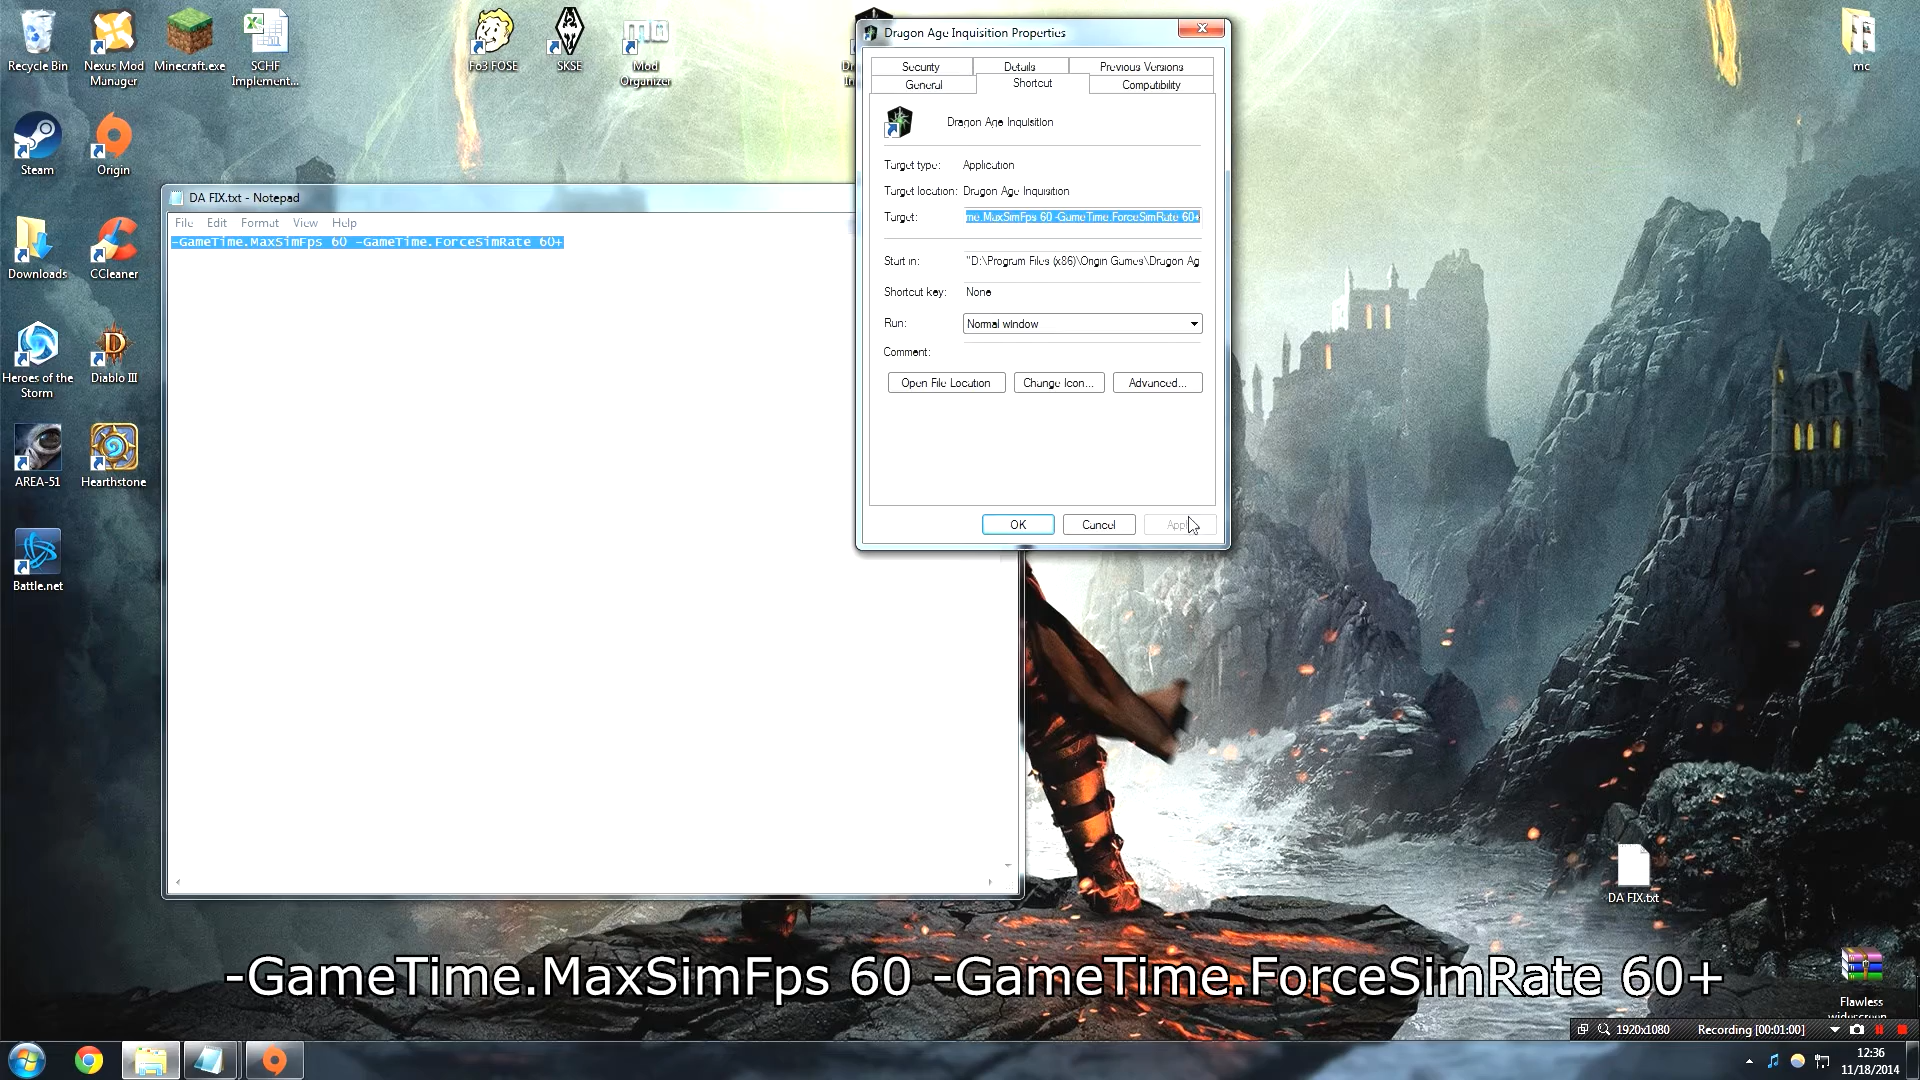 Recycle Bin
Nexus Mod
Manager
Minecraft.exe
SCHF
Implement...
Fo3 FOSE
SKSE
Mod
Organizer
mc
Steam
Origin
Downloads
CCleaner
Heroes of the
Storm
Diablo III
AREA-51
Hearthstone
Battle.net
DA FIX.txt - Notepad
File Edit Format View Help
-GameTime.MaxSimFps 60 -GameTime.ForceSimRate 60+
Dragon Age Inquisition Properties
Security Details Previous Versions
General Shortcut Compatibility
Dragon Age Inquisition
Target type: Application
Target location: Dragon Age Inquisition
Target: me.MaxSimFps 60 -GameTime.ForceSimRate 60+
Start in: "D:\Program Files (x86)\Origin Games\Dragon Ag
Shortcut key: None
Run: Normal window
Comment:
Open File Location Change Icon... Advanced...
OK Cancel
DA FIX.txt
-GameTime.MaxSimFps 60 -GameTime.ForceSimRate 60+
Flawless
widescreen
1920x1080 Recording [00:01:00]
12:36
11/18/2014